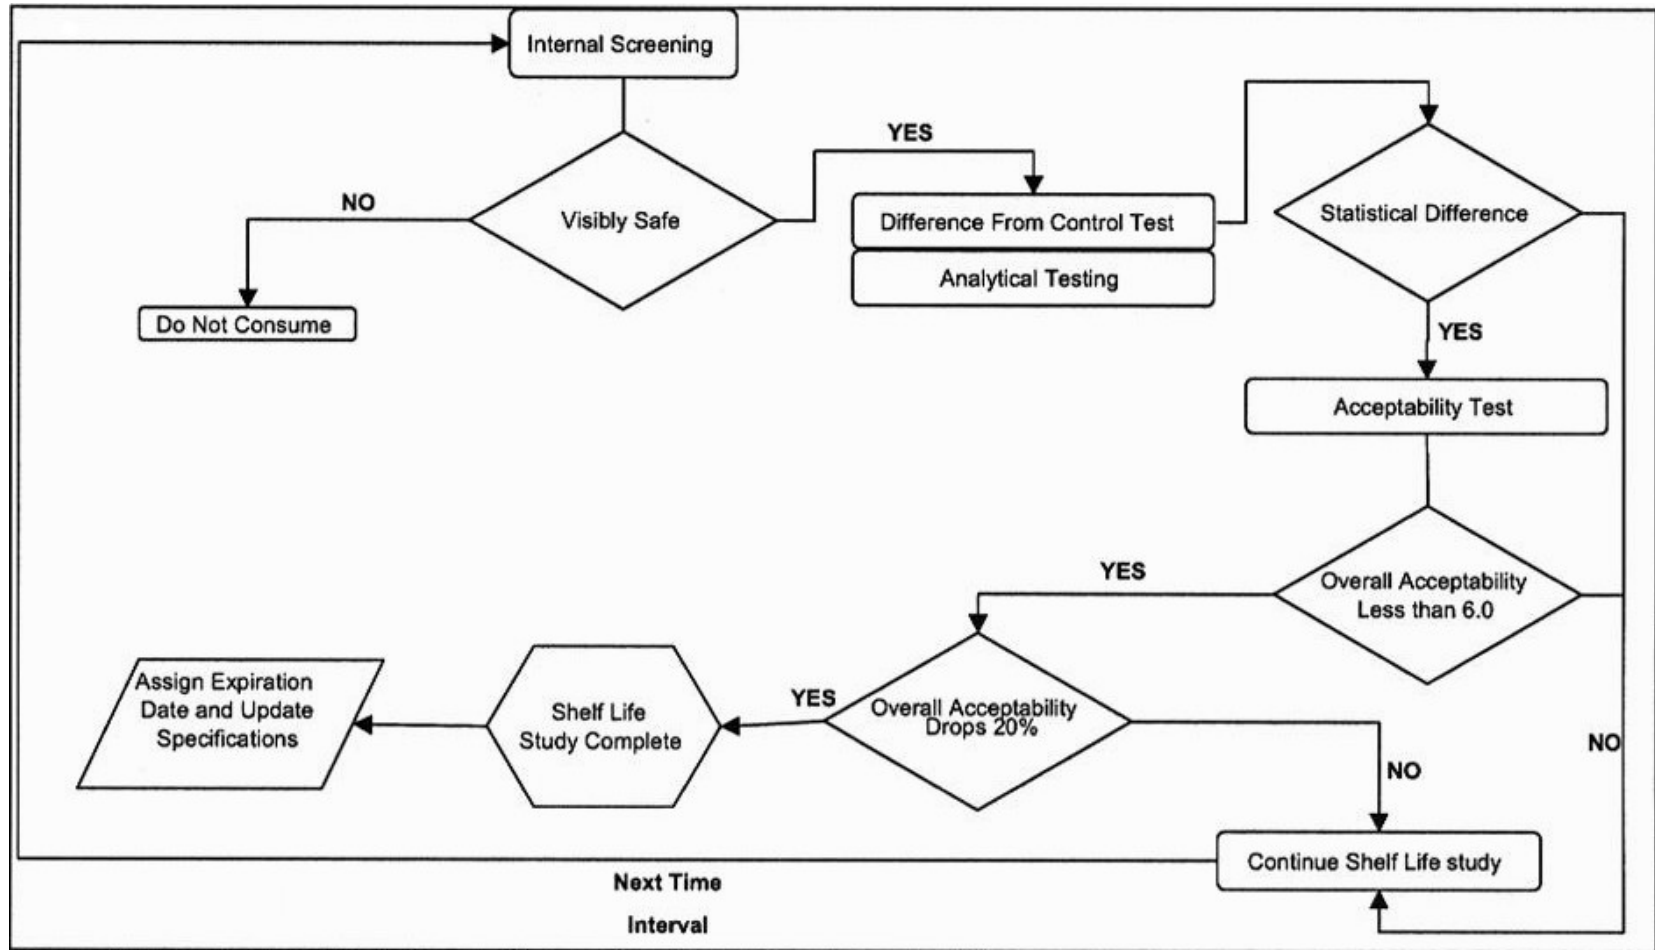 Internal Screening
YES
NO
Visibly Safe
Difference From Control Test
Statistical Difference
Analytical Testing
Do Not Consume
YES
Acceptability Test
YES
Overall Acceptability
Less than 6.0
Assign Expiration
Date and Update
Specifications
Shelf Life
Study Complete
YES
Overall Acceptability
Drops 20%
NO
NO
Continue Shelf Life study
Next Time
Interval